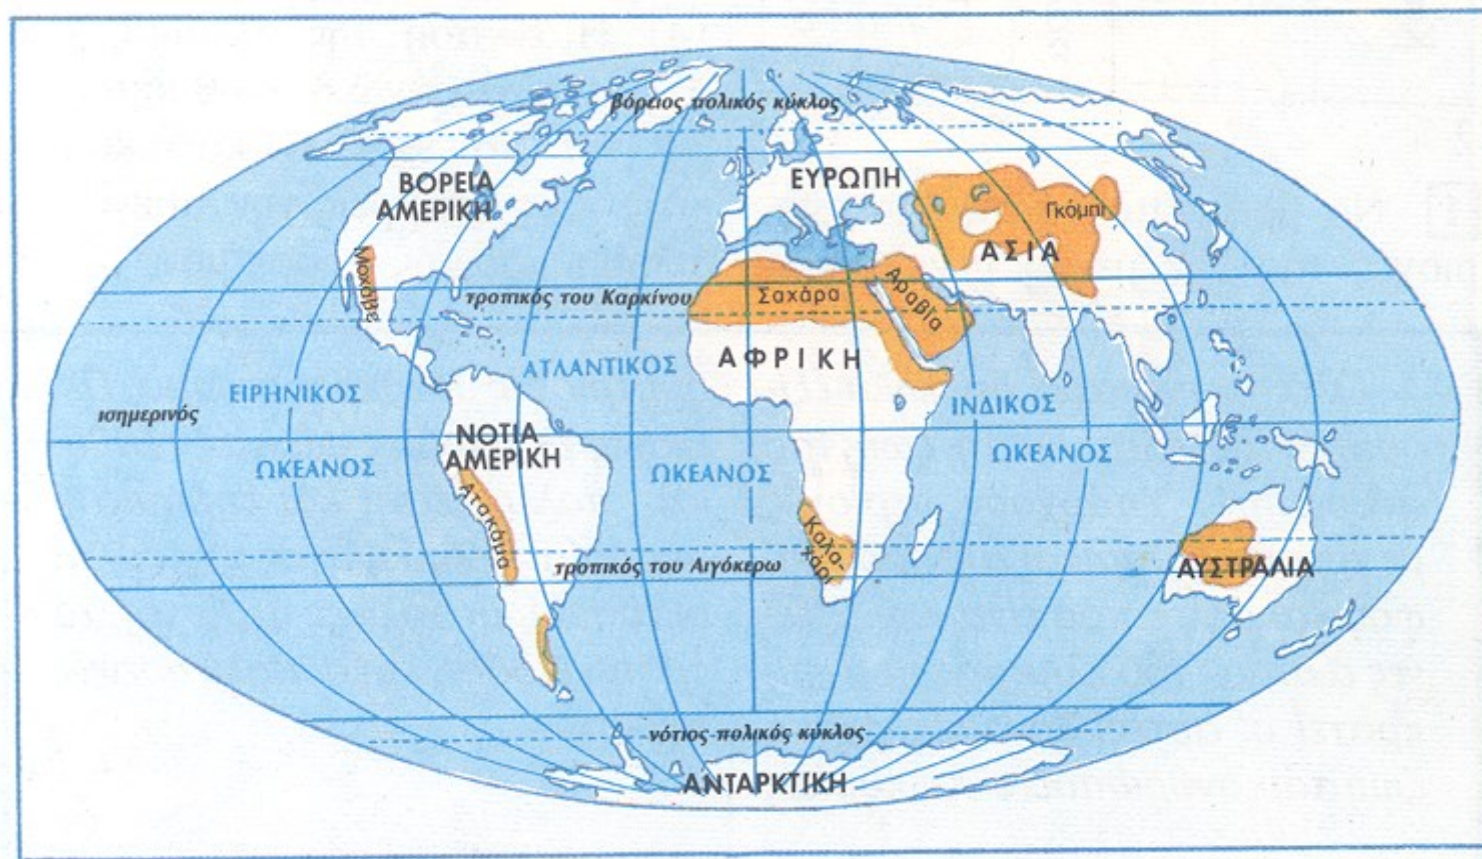 βόρειος πολικός κύκλος
ΒΟΡΕΙΑ
ΑΜΕΡΙΚΗ
ΕΥΡΩΠΗ
Γκόμπι
ΑΣΙΑ
Μοχάβε
τροπικός του Καρκίνου
Σαχάρα
Αραβία
ΑΦΡΙΚΗ
ΑΤΛΑΝΤΙΚΟΣ
ΕΙΡΗΝΙΚΟΣ
ΙΝΔΙΚΟΣ
ισημερινός
ΝΟΤΙΑ
ΑΜΕΡΙΚΗ
ΩΚΕΑΝΟΣ
ΩΚΕΑΝΟΣ
ΩΚΕΑΝΟΣ
Ατακάμα
Καλα-
χάρι
τροπικός του Αιγόκερω
ΑΥΣΤΡΑΛΙΑ
νότιος πολικός κύκλος
ΑΝΤΑΡΚΤΙΚΗ